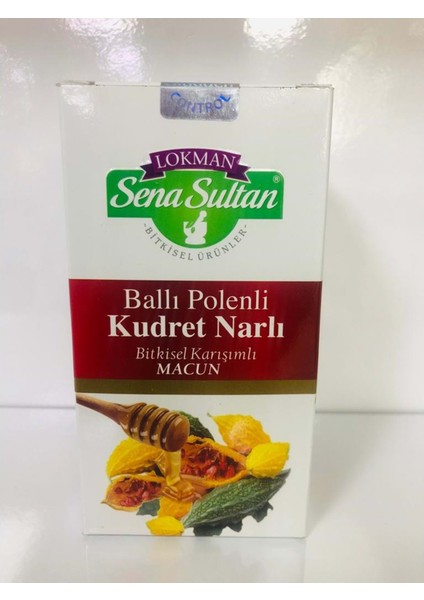 CONTROL
LOKMAN
Sena Sultan®
-BİTKİSEL ÜRÜNLER-
Ballı Polenli
Kudret Narlı
Bitkisel Karışımlı
MACUN